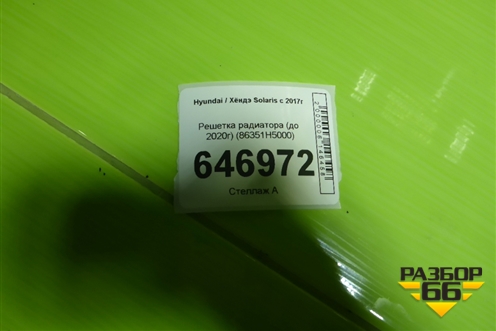 Hyundai / Хёндэ Solaris с 2017г
Решетка радиатора (до
2020г) (86351H5000)
646972
Стеллаж А
РАЗБОР
66